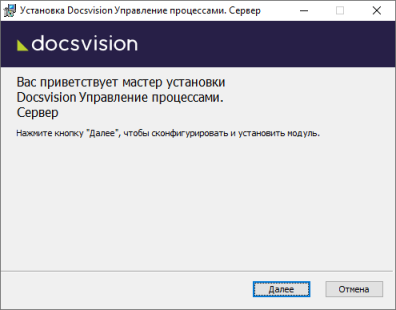 Установка Docsvision Управление процессами. Сервер
docsvision
Вас приветствует мастер установки
Docsvision Управление процессами.
Сервер
Нажмите кнопку "Далее", чтобы сконфигурировать и установить модуль.
Далее
Отмена